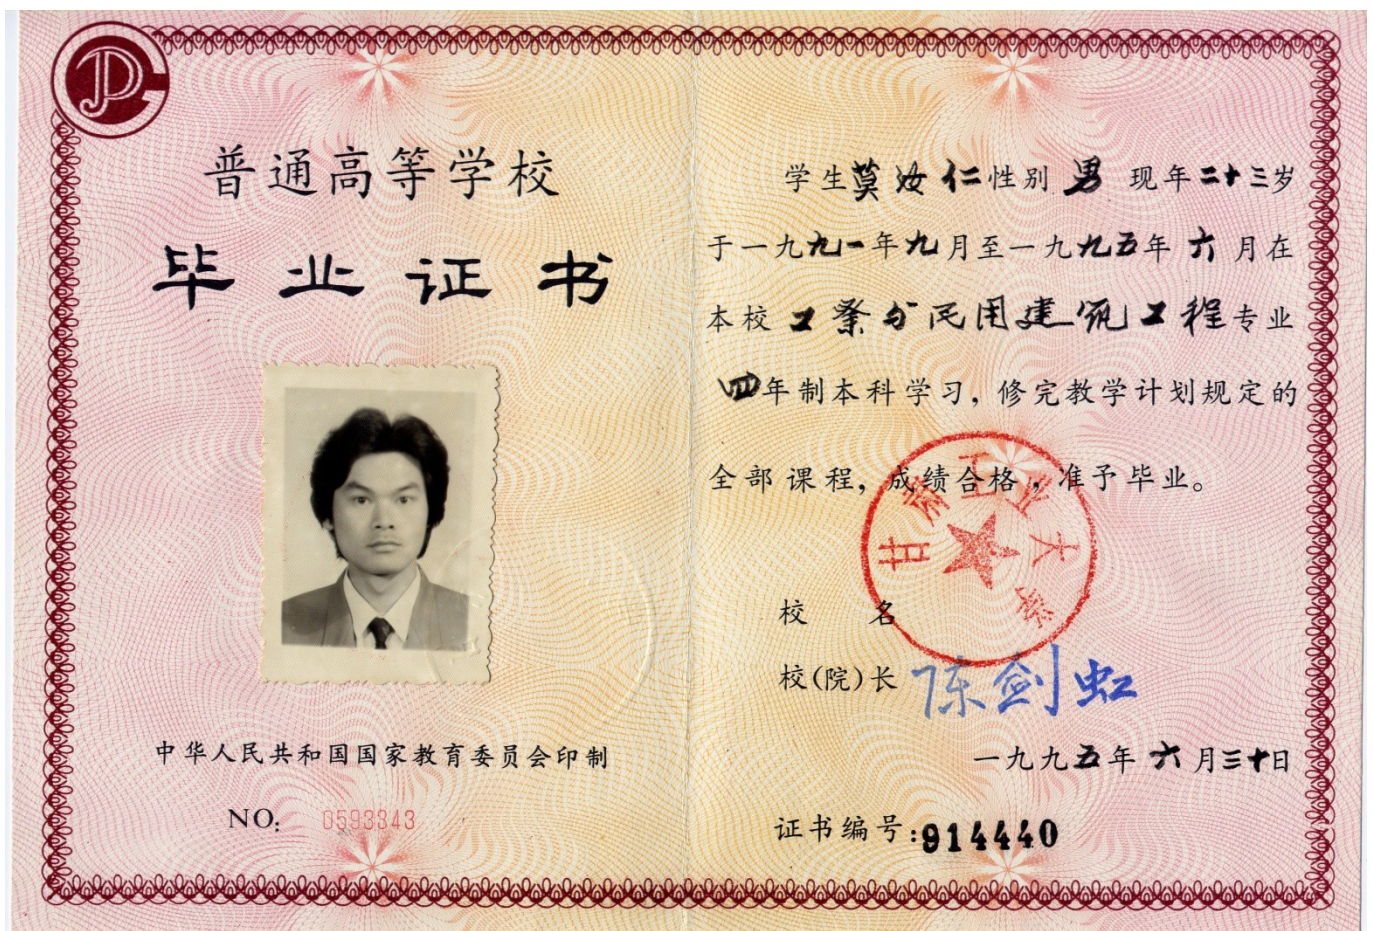 普通高等学校
毕业证书
中华人民共和国国家教育委员会印制
NO: 0593343
学生莫汝仁性别 男 现年二十三岁
于一九九一年九月至一九九五年六月在
本校工业与民用建筑工程专业
四年制本科学习,修完教学计划规定的
全部课程,成绩合格,准予毕业。
甘肃工业大学
校 名
校(院)长 陈剑虹
一九九五年六月三十日
证书编号:914440